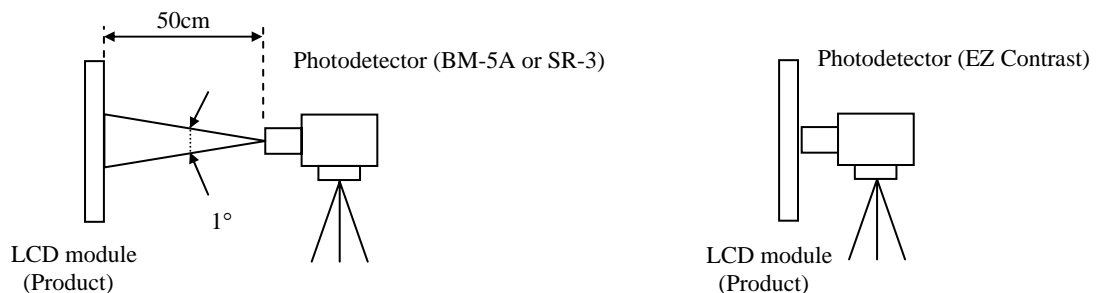 50cm
Photodetector (BM-5A or SR-3)
1°
LCD module
(Product)
Photodetector (EZ Contrast)
LCD module
(Product)